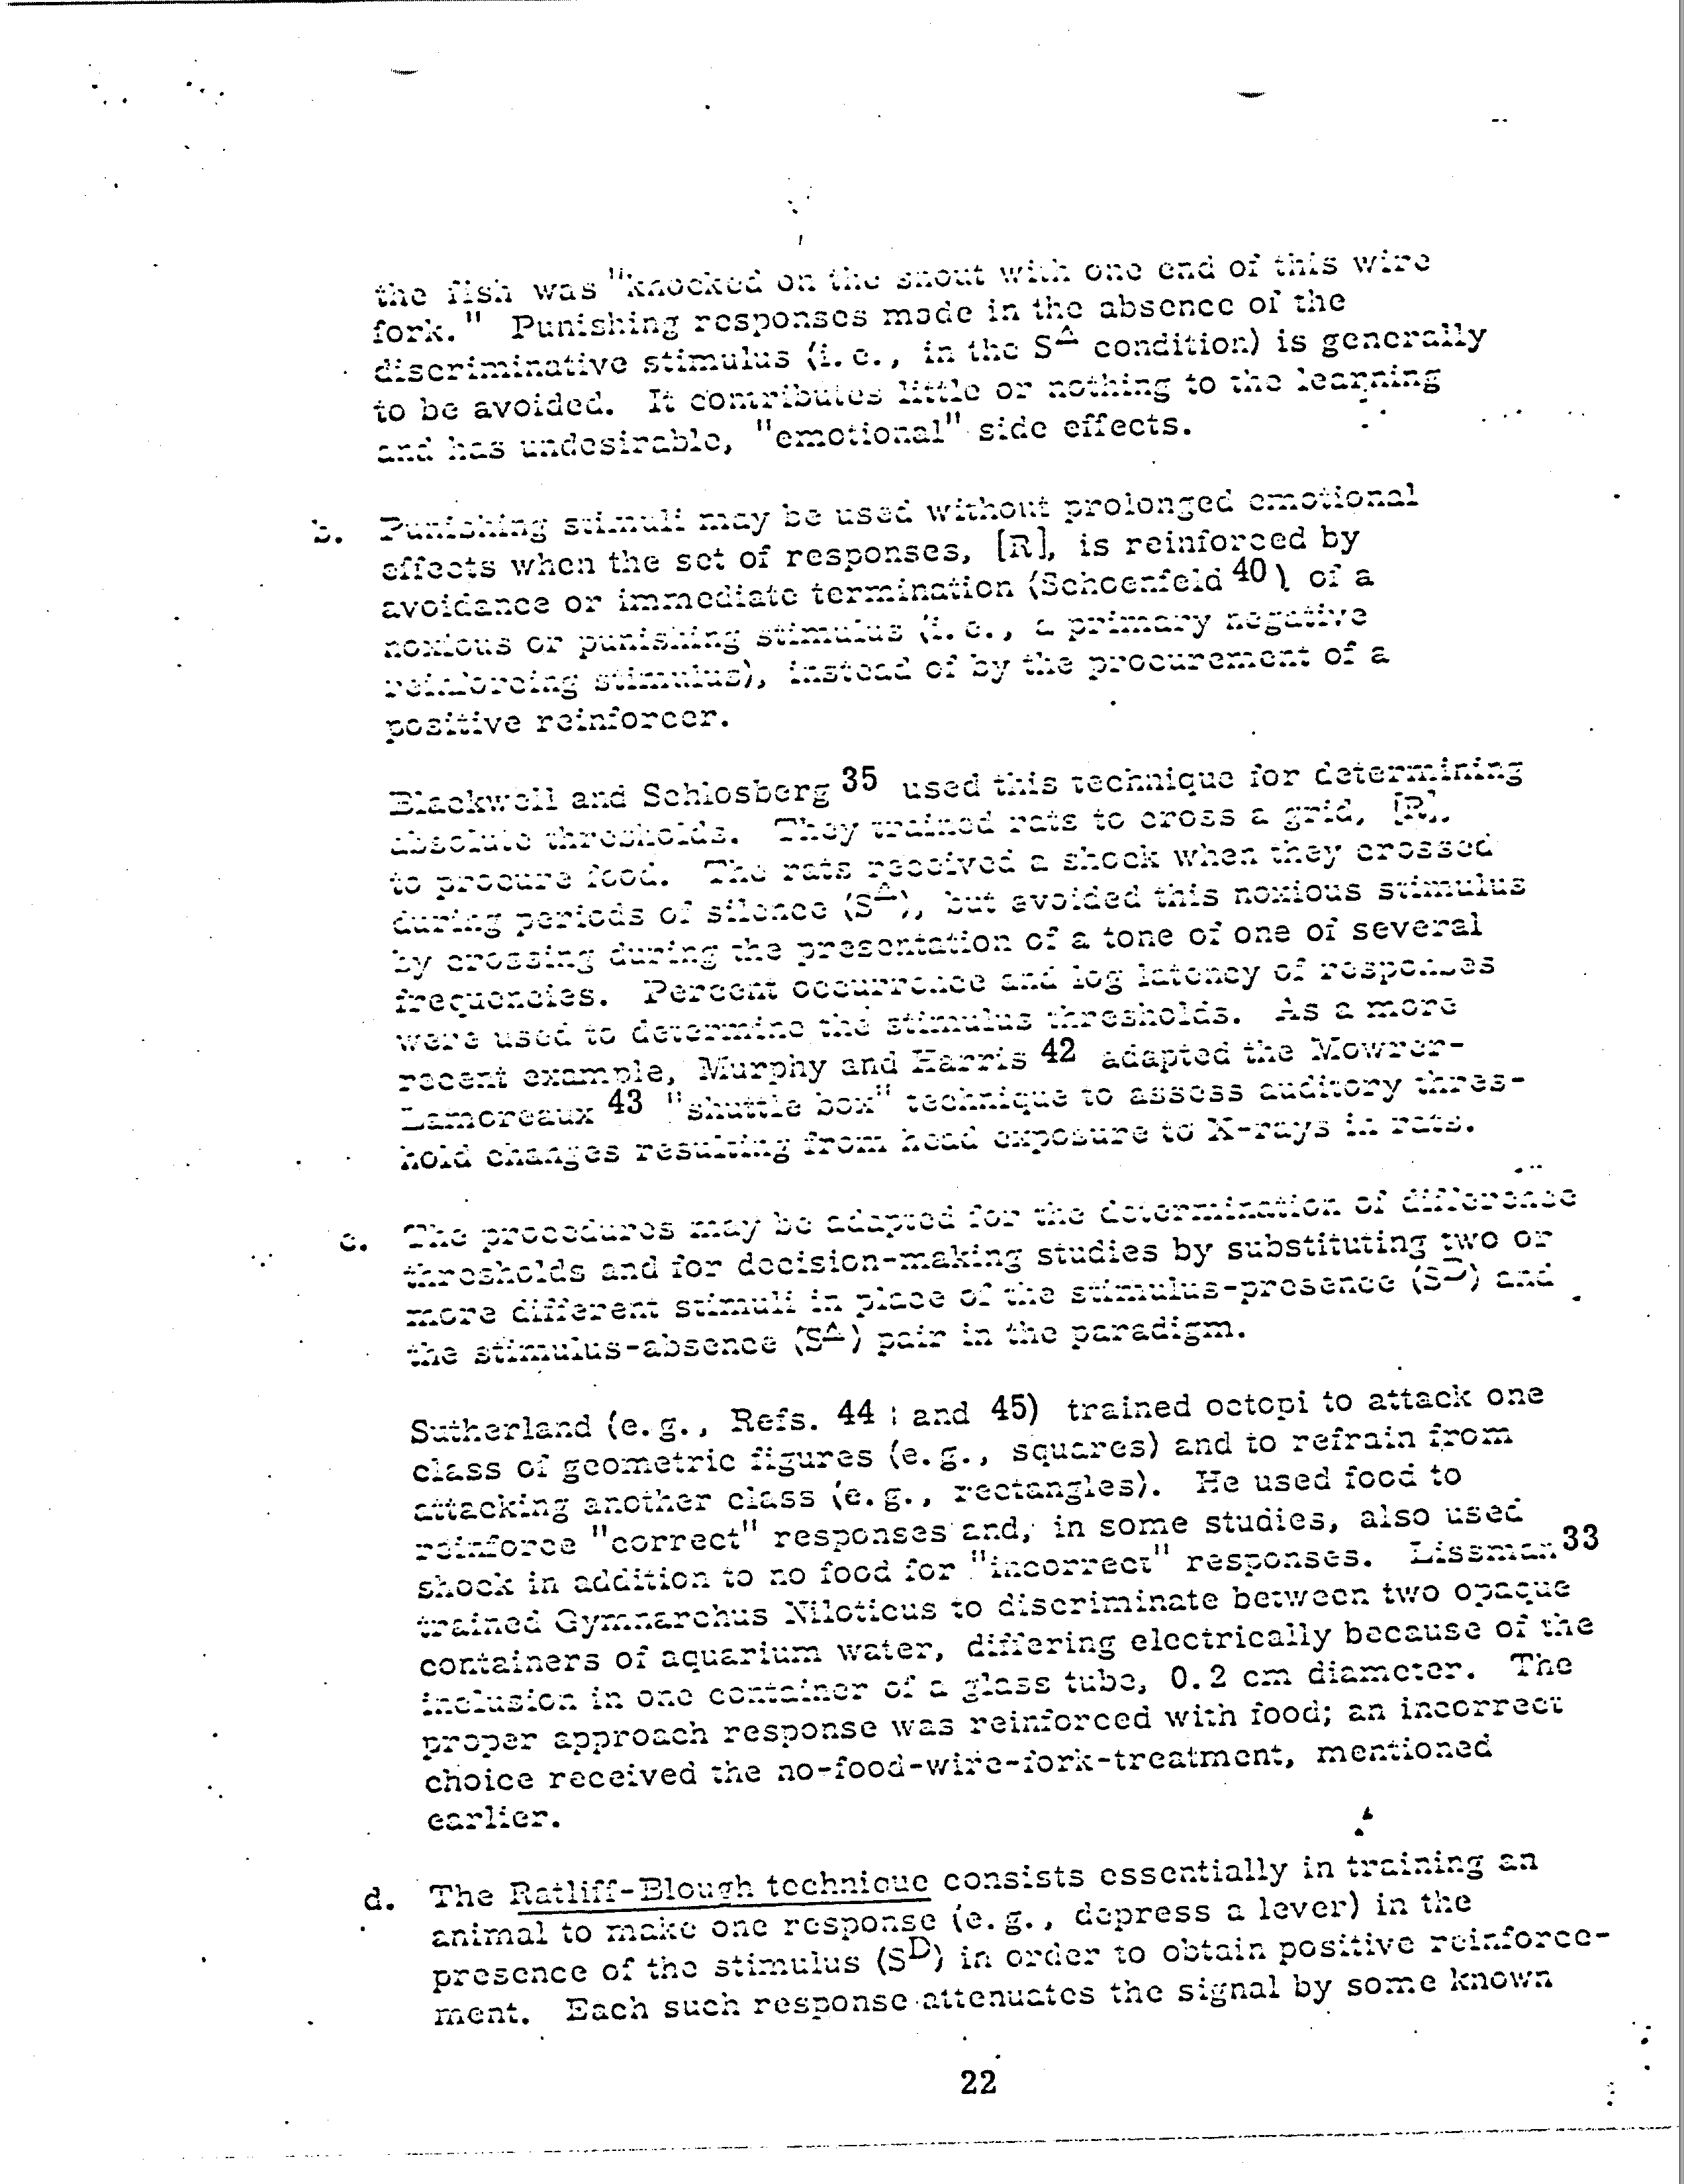 the fish was "knocked on the snout with one end of this wire
fork."  Punishing responses made in the absence of the
discriminative stimulus (i.e., in the S^Δ condition) is generally
to be avoided.  It contributes little or nothing to the learning
and has undesirable, "emotional" side effects.
b.  Punishing stimuli may be used without prolonged emotional
effects when the set of responses, [R], is reinforced by
avoidance or immediate termination (Schoenfeld 40) of a
noxious or punishing stimulus (i.e., a primary negative
reinforcing stimulus), instead of by the procurement of a
positive reinforcer.
Blackwell and Schlosberg 35 used this technique for determining
absolute thresholds.  They trained rats to cross a grid, [R],
to procure food.  The rats received a shock when they crossed
during periods of silence (S^Δ), but avoided this noxious stimulus
by crossing during the presentation of a tone of one of several
frequencies.  Percent occurrence and log latency of responses
were used to determine the stimulus thresholds.  As a more
recent example, Murphy and Harris 42 adapted the Mowrer-
Lamoreaux 43 "shuttle box" technique to assess auditory thres-
hold changes resulting from head exposure to X-rays in rats.
c.  The procedures may be adapted for the determination of difference
thresholds and for decision-making studies by substituting two or
more different stimuli in place of the stimulus-presence (S^D) and
the stimulus-absence (S^Δ) pair in the paradigm.
Sutherland (e.g., Refs. 44 and 45) trained octopi to attack one
class of geometric figures (e.g., squares) and to refrain from
attacking another class (e.g., rectangles).  He used food to
reinforce "correct" responses and, in some studies, also used
shock in addition to no food for "incorrect" responses.  Lissman 33
trained Gymnarchus Niloticus to discriminate between two opaque
containers of aquarium water, differing electrically because of the
inclusion in one container of a glass tube, 0.2 cm diameter.  The
proper approach response was reinforced with food; an incorrect
choice received the no-food-wire-fork-treatment, mentioned
earlier.
d.  The Ratliff-Blough technique consists essentially in training an
animal to make one response (e.g., depress a lever) in the
presence of the stimulus (S^D) in order to obtain positive reinforce-
ment.  Each such response attenuates the signal by some known
22